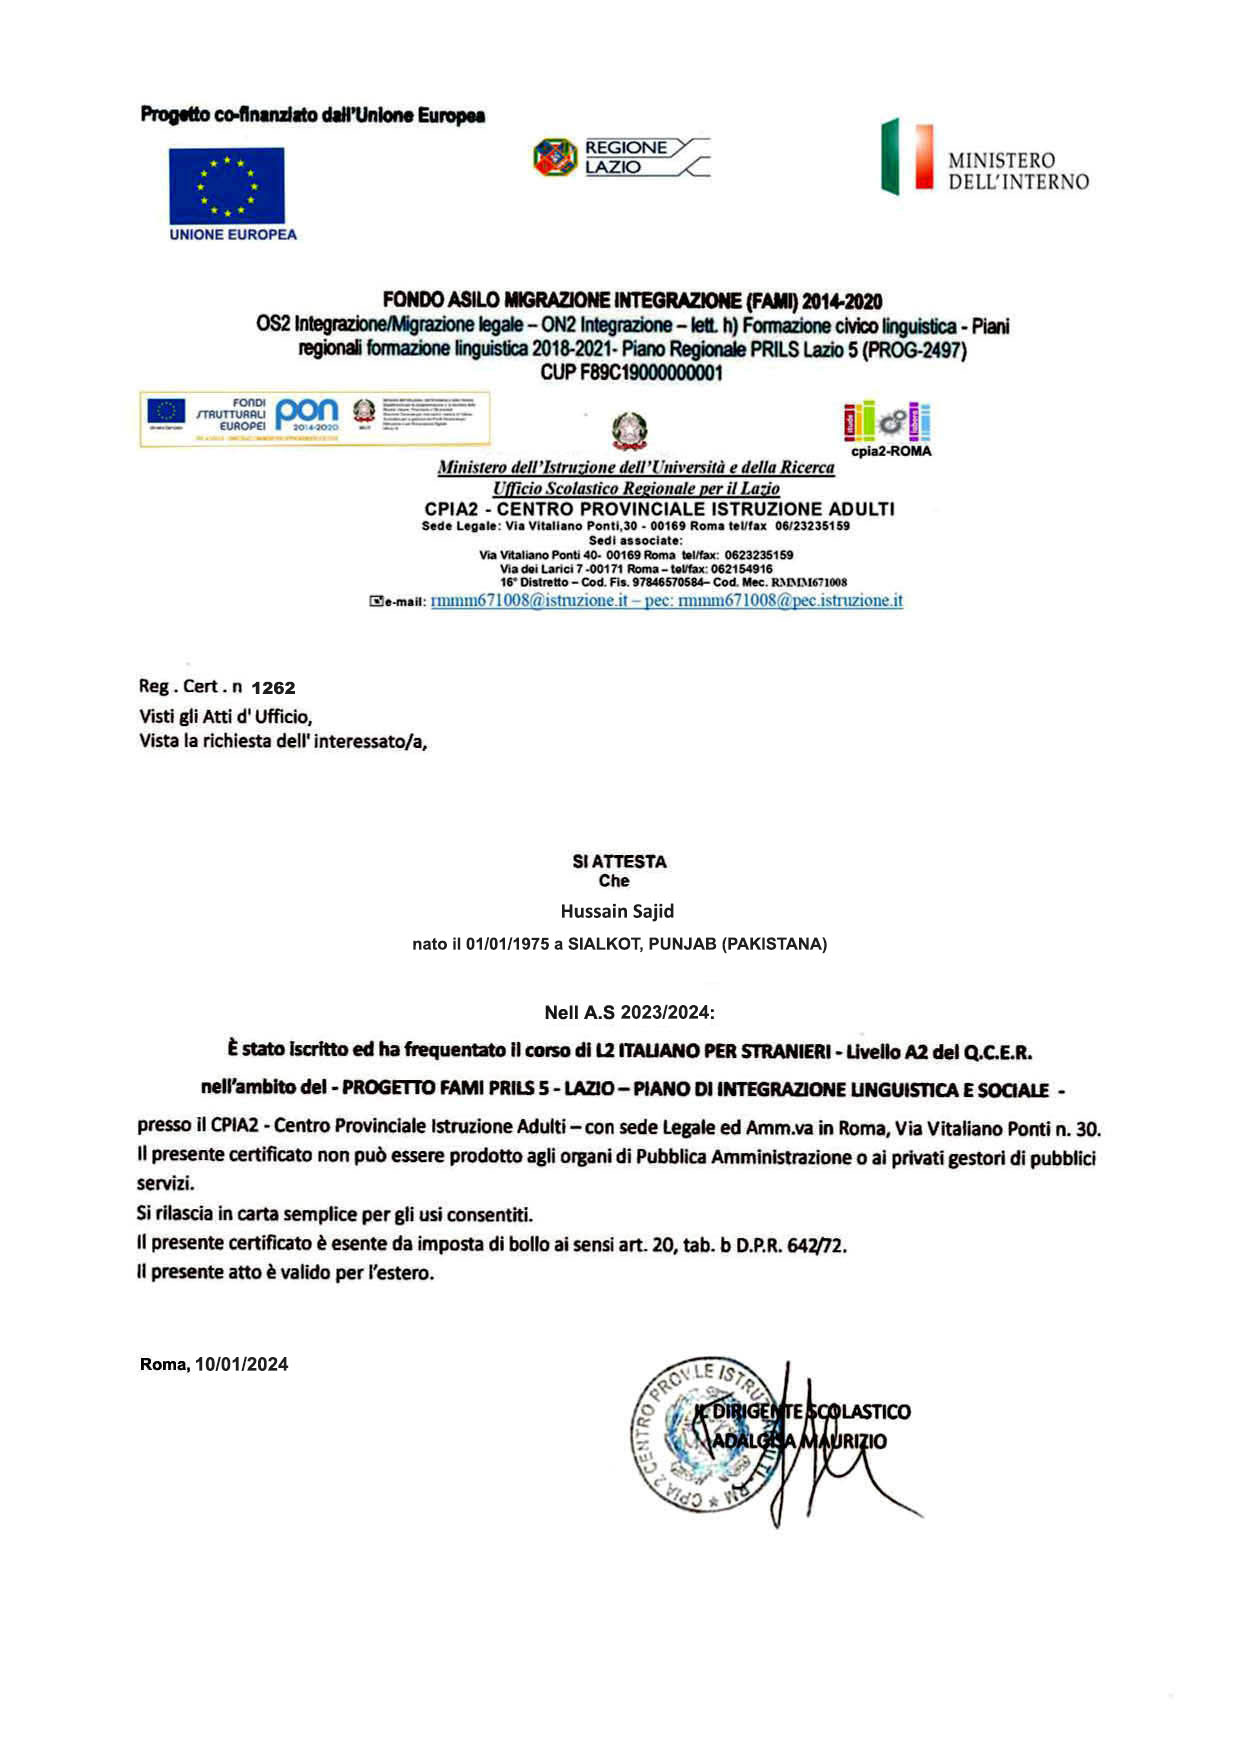 Progetto co-finanziato dall'Unione Europea
UNIONE EUROPEA
REGIONE
LAZIO
MINISTERO
DELL'INTERNO
FONDO ASILO MIGRAZIONE INTEGRAZIONE (FAMI) 2014-2020
OS2 Integrazione/Migrazione legale – ON2 Integrazione – lett. h) Formazione civico linguistica - Piani
regionali formazione linguistica 2018-2021- Piano Regionale PRILS Lazio 5 (PROG-2497)
CUP F89C19000000001
FONDI
STRUTTURALI
EUROPEI
pon
2014-2020
cpia2-ROMA
Ministero dell'Istruzione dell'Università e della Ricerca
Ufficio Scolastico Regionale per il Lazio
CPIA2 - CENTRO PROVINCIALE ISTRUZIONE ADULTI
Sede Legale: Via Vitaliano Ponti,30 - 00169 Roma tel/fax 06/23235159
Sedi associate:
Via Vitaliano Ponti 40- 00169 Roma tel/fax: 0623235159
Via dei Larici 7 -00171 Roma – tel/fax: 062154916
16° Distretto – Cod. Fis. 97846570584– Cod. Mec. RMMM671008
e-mail: rmmm671008@istruzione.it – pec: rmmm671008@pec.istruzione.it
Reg . Cert . n 1262
Visti gli Atti d' Ufficio,
Vista la richiesta dell' interessato/a,
SI ATTESTA
Che
Hussain Sajid
nato il 01/01/1975 a SIALKOT, PUNJAB (PAKISTANA)
Nell A.S 2023/2024:
È stato iscritto ed ha frequentato il corso di L2 ITALIANO PER STRANIERI - Livello A2 del Q.C.E.R.
nell'ambito del - PROGETTO FAMI PRILS 5 - LAZIO – PIANO DI INTEGRAZIONE LINGUISTICA E SOCIALE -
presso il CPIA2 - Centro Provinciale Istruzione Adulti – con sede Legale ed Amm.va in Roma, Via Vitaliano Ponti n. 30.
Il presente certificato non può essere prodotto agli organi di Pubblica Amministrazione o ai privati gestori di pubblici
servizi.
Si rilascia in carta semplice per gli usi consentiti.
Il presente certificato è esente da imposta di bollo ai sensi art. 20, tab. b D.P.R. 642/72.
Il presente atto è valido per l'estero.
Roma, 10/01/2024
IL DIRIGENTE SCOLASTICO
ADALGISA MAURIZIO
CPIA 2 CENTRO PROV.LE ISTRUZ. ADULTI - RM